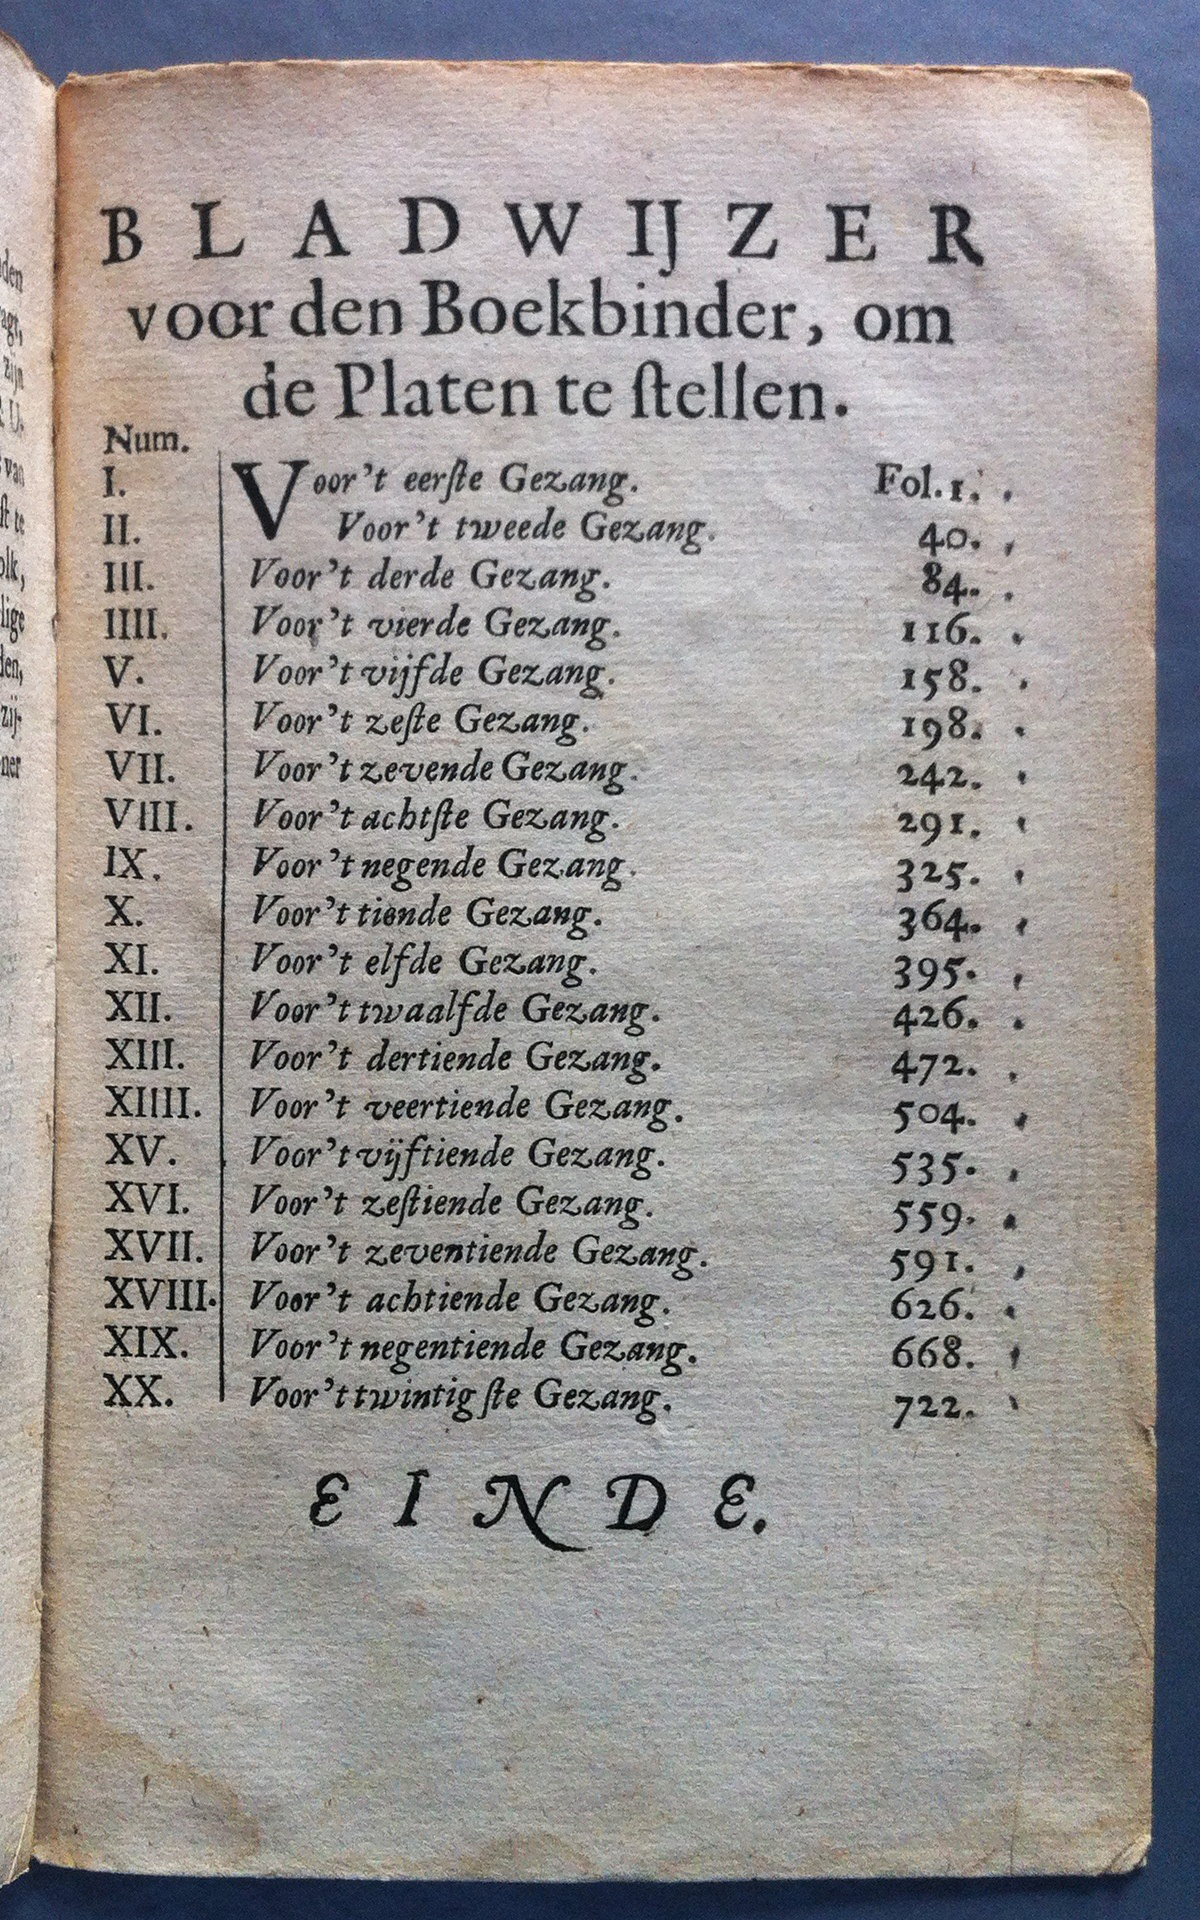 BLADWIJZER
voor den Boekbinder, om
de Platen te ſtellen.
Num.
I. Voor't eerſte Gezang. Fol. 1.
II. Voor't tweede Gezang. 40.
III. Voor't derde Gezang. 84.
IIII. Voor't vierde Gezang. 116.
V. Voor't vijfde Gezang. 158.
VI. Voor't zeſte Gezang. 198.
VII. Voor't zevende Gezang. 242.
VIII. Voor't achtſte Gezang. 291.
IX. Voor't negende Gezang. 325.
X. Voor't tiende Gezang. 364.
XI. Voor't elfde Gezang. 395.
XII. Voor't twaalfde Gezang. 426.
XIII. Voor't dertiende Gezang. 472.
XIIII. Voor't veertiende Gezang. 504.
XV. Voor't vijftiende Gezang. 535.
XVI. Voor't zeſtiende Gezang. 559.
XVII. Voor't zeventiende Gezang. 591.
XVIII. Voor't achtiende Gezang. 626.
XIX. Voor't negentiende Gezang. 668.
XX. Voor't twintigſte Gezang. 722.
EINDE.